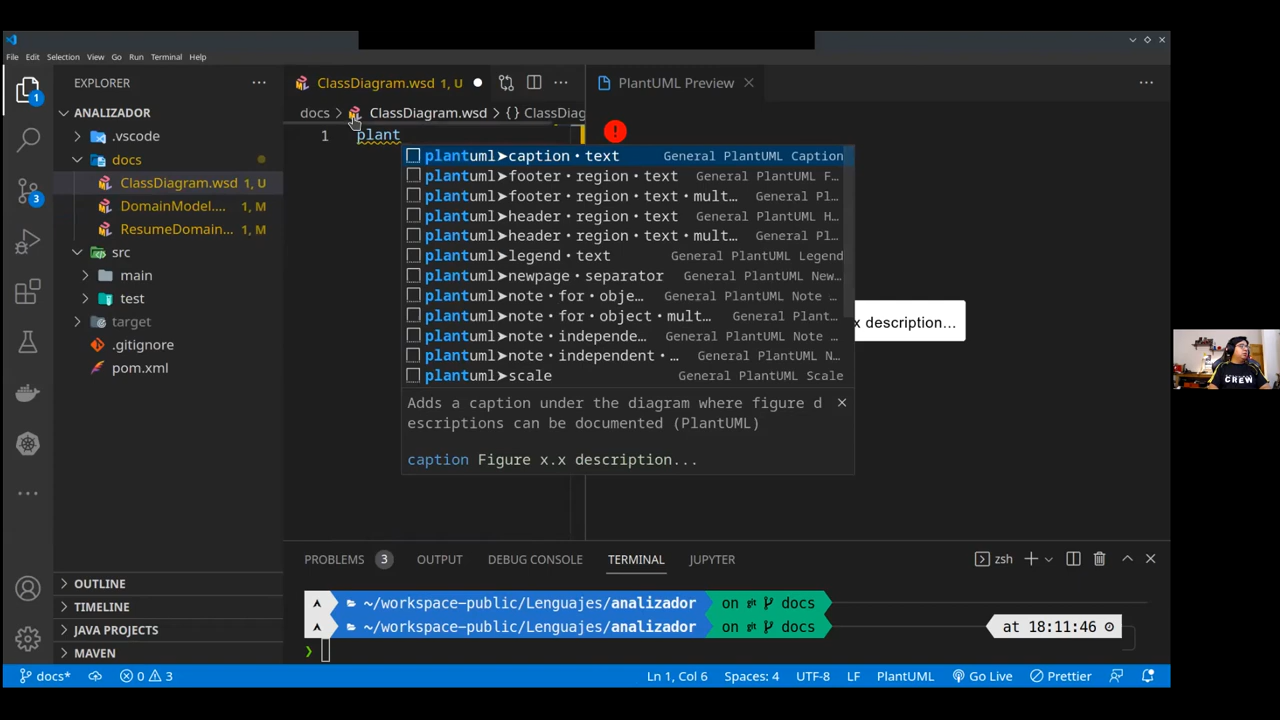 File Edit Selection View Go Run Terminal Help
EXPLORER
ANALIZADOR
.vscode
docs
ClassDiagram.wsd 1, U
DomainModel.... 1, M
ResumeDomain... 1, M
src
main
test
target
.gitignore
pom.xml
OUTLINE
TIMELINE
JAVA PROJECTS
MAVEN
1
3
ClassDiagram.wsd 1, U
docs > ClassDiagram.wsd > {} ClassDiag
1 plant
PlantUML Preview
plantuml➤caption·text General PlantUML Caption
plantuml➤footer·region·text General PlantUML F...
plantuml➤footer·region·text·mult... General Pl...
plantuml➤header·region·text General PlantUML H...
plantuml➤header·region·text·mult... General Pl...
plantuml➤legend·text General PlantUML Legend
plantuml➤newpage·separator General PlantUML New...
plantuml➤note·for·obje... General PlantUML Note ...
plantuml➤note·for·object·mult... General Plant...
plantuml➤note·independe... General PlantUML Note ...
plantuml➤note·independent·... General PlantUML N...
plantuml➤scale General PlantUML Scale
Adds a caption under the diagram where figure d
escriptions can be documented (PlantUML)
caption Figure x.x description...
x description...
PROBLEMS 3 OUTPUT DEBUG CONSOLE TERMINAL JUPYTER
zsh
~/workspace-public/Lenguajes/analizador on git docs
~/workspace-public/Lenguajes/analizador on git docs
at 18:11:46
❯
docs* 0 3 Ln 1, Col 6 Spaces: 4 UTF-8 LF PlantUML Go Live Prettier
CREW